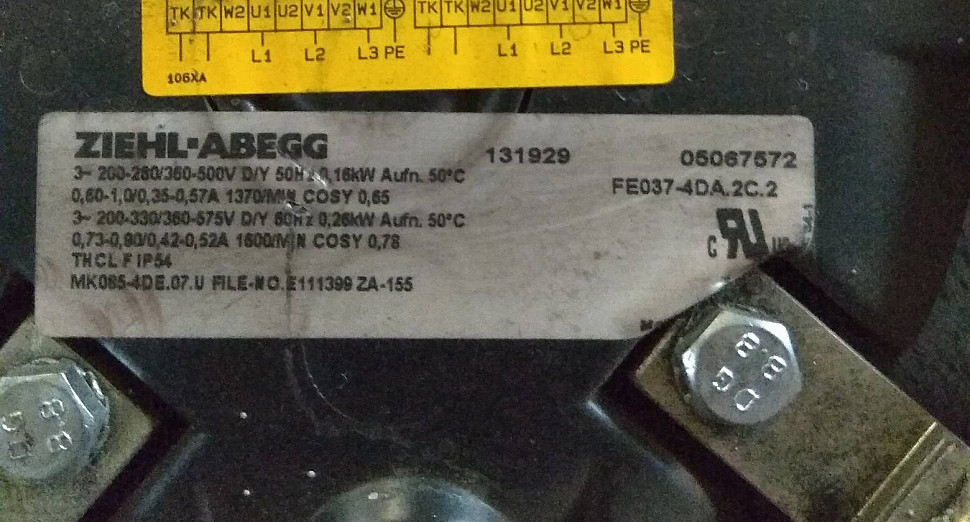 TK TK W2 U1 U2 V1 V2 W1 TK TK W2 U1 U2 V1 V2 W1
L1 L2 L3 PE L1 L2 L3 PE
106XA
ZIEHL-ABEGG 131929 05067572
3~ 200-280/360-500V D/Y 50Hz 0,16kW Aufn. 50°C
FE037-4DA.2C.2
0,60-1,0/0,35-0,57A 1370/MIN COSY 0,65
3~ 200-330/360-575V D/Y 60Hz 0,26kW Aufn. 50°C
0,73-0,90/0,42-0,52A 1600/MIN COSY 0,78
THCL F IP54
MK085-4DE.07.U FILE-NO.E111399 ZA-155
C RU US
8.8
8.8